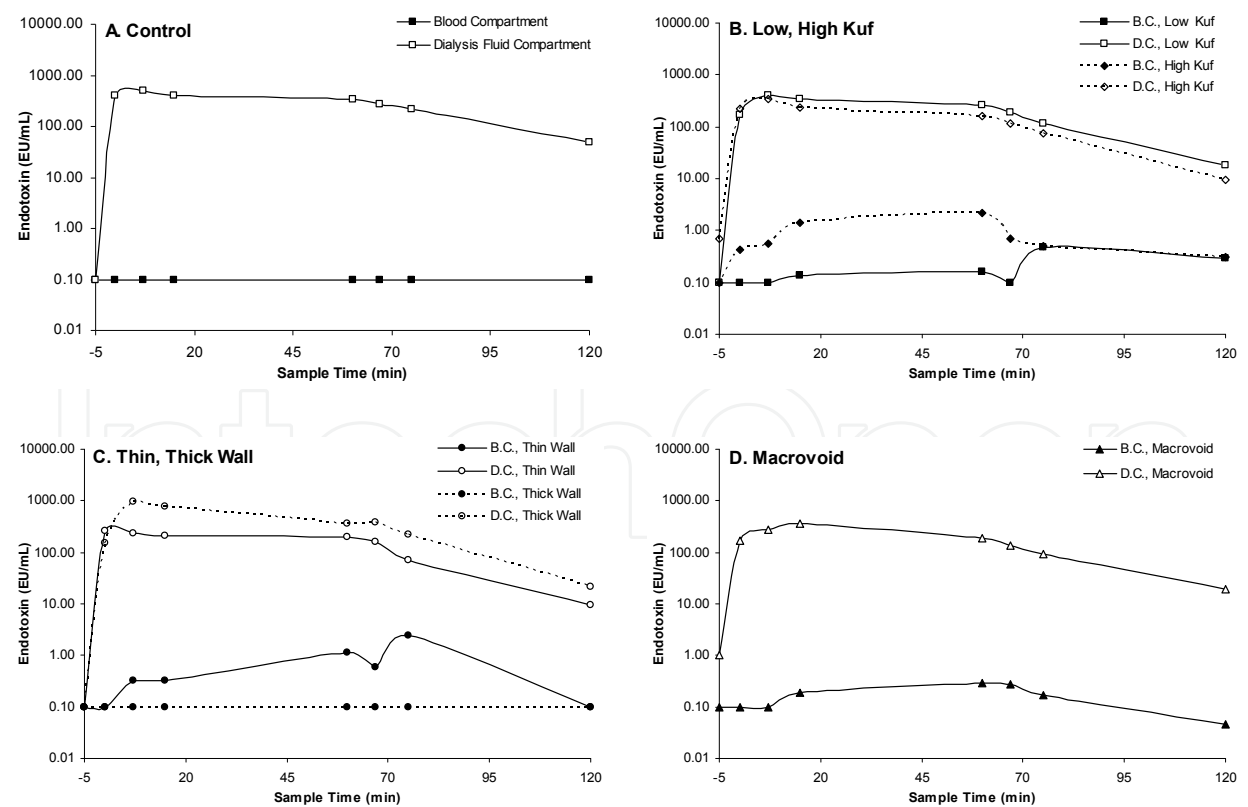 A. Control
Blood Compartment
Dialysis Fluid Compartment
10000.00
1000.00
100.00
10.00
1.00
0.10
0.01
Endotoxin (EU/mL)
-5 20 45 70 95 120
Sample Time (min)
B. Low, High Kuf
B.C., Low Kuf
D.C., Low Kuf
B.C., High Kuf
D.C., High Kuf
10000.00
1000.00
100.00
10.00
1.00
0.10
0.01
Endotoxin (EU/mL)
-5 20 45 70 95 120
Sample Time (min)
C. Thin, Thick Wall
B.C., Thin Wall
D.C., Thin Wall
B.C., Thick Wall
D.C., Thick Wall
10000.00
1000.00
100.00
10.00
1.00
0.10
0.01
Endotoxin (EU/mL)
-5 20 45 70 95 120
Sample Time (min)
D. Macrovoid
B.C., Macrovoid
D.C., Macrovoid
10000.00
1000.00
100.00
10.00
1.00
0.10
0.01
Endotoxin (EU/mL)
-5 20 45 70 95 120
Sample Time (min)
IntechOpen